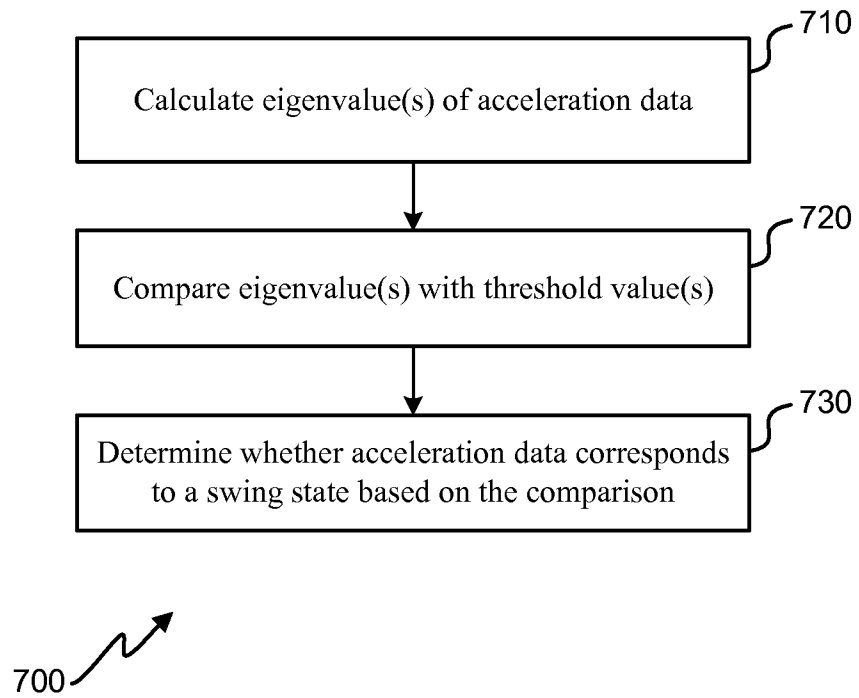 710
Calculate eigenvalue(s) of acceleration data
720
Compare eigenvalue(s) with threshold value(s)
730
Determine whether acceleration data corresponds
to a swing state based on the comparison
700